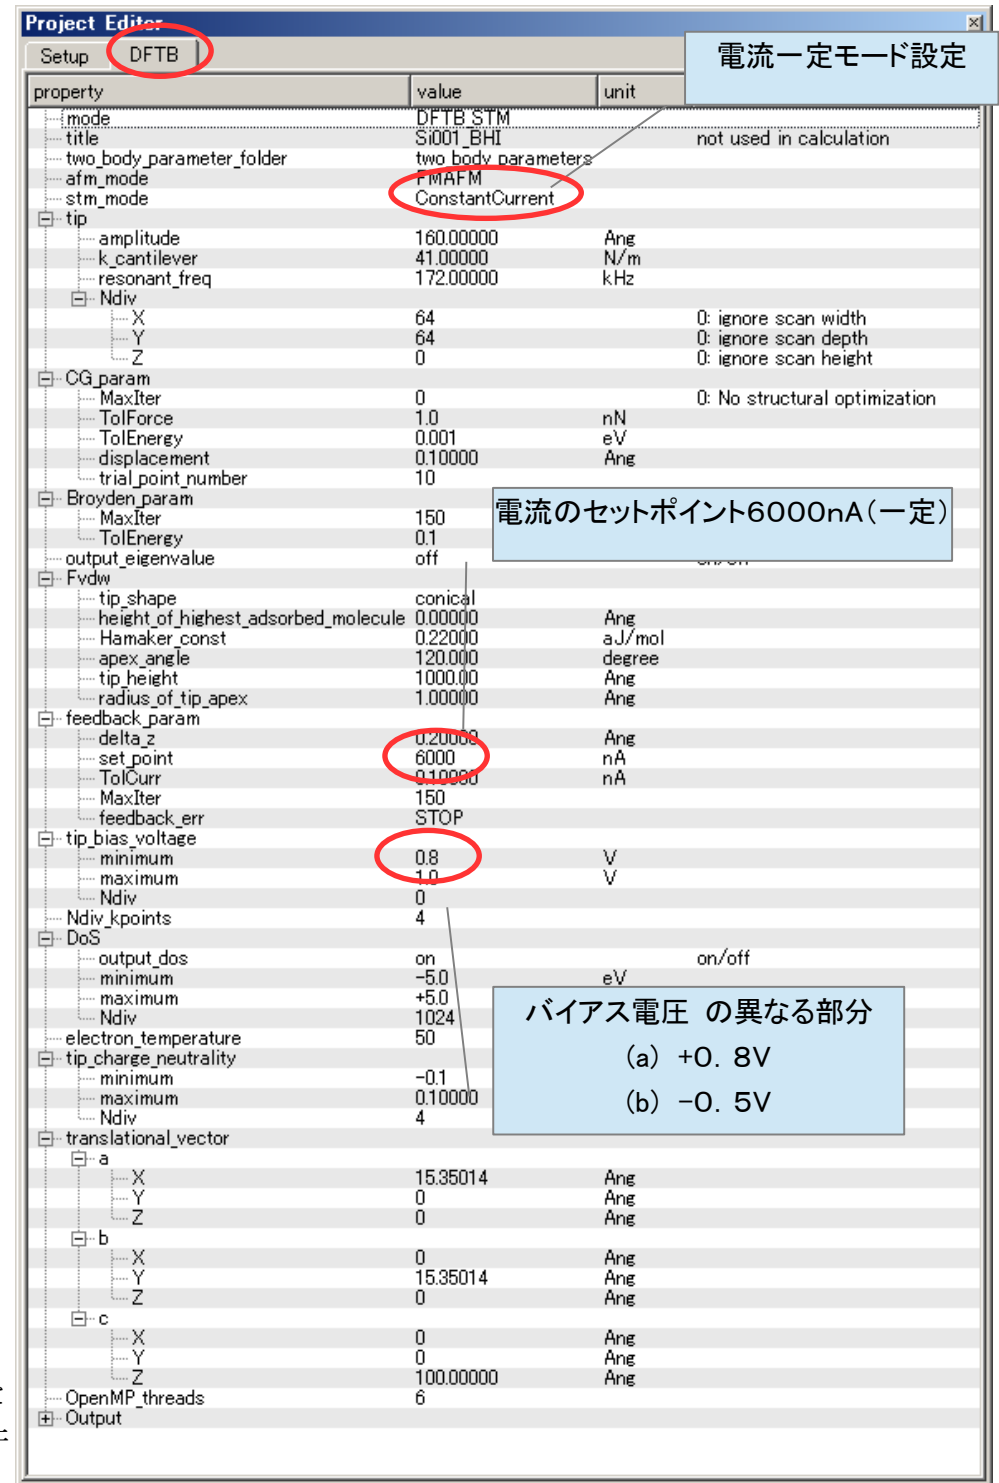 Project Editor
Setup DFTB
電流一定モード設定
property value unit
mode DFTB STM
title Si001_BHI not used in calculation
two_body_parameter_folder two body parameters
afm_mode FMAFM
stm_mode ConstantCurrent
tip
amplitude 160.00000 Ang
k_cantilever 41.00000 N/m
resonant_freq 172.00000 kHz
Ndiv
X 64 0: ignore scan width
Y 64 0: ignore scan depth
Z 0 0: ignore scan height
CG_param
MaxIter 0 0: No structural optimization
TolForce 1.0 nN
TolEnergy 0.001 eV
displacement 0.10000 Ang
trial_point_number 10
Broyden_param
電流のセットポイント6000nA(一定)
MaxIter 150
TolEnergy 0.1
output_eigenvalue off on/off
Fvdw
tip_shape conical
height_of_highest_adsorbed_molecule 0.00000 Ang
Hamaker_const 0.22000 aJ/mol
apex_angle 120.000 degree
tip_height 1000.00 Ang
radius_of_tip_apex 1.00000 Ang
feedback_param
delta_z 0.20000 Ang
set_point 6000 nA
TolCurr 0.10000 nA
MaxIter 150
feedback_err STOP
tip_bias_voltage
minimum 0.8 V
maximum 1.0 V
Ndiv 0
Ndiv_kpoints 4
DoS
output_dos on on/off
minimum -5.0 eV
maximum +5.0
Ndiv 1024
バイアス電圧 の異なる部分
(a) +0. 8V
(b) -0. 5V
electron_temperature 50
tip_charge_neutrality
minimum -0.1
maximum 0.10000
Ndiv 4
translational_vector
a
X 15.35014 Ang
Y 0 Ang
Z 0 Ang
b
X 0 Ang
Y 15.35014 Ang
Z 0 Ang
c
X 0 Ang
Y 0 Ang
Z 100.00000 Ang
OpenMP_threads 6
Output